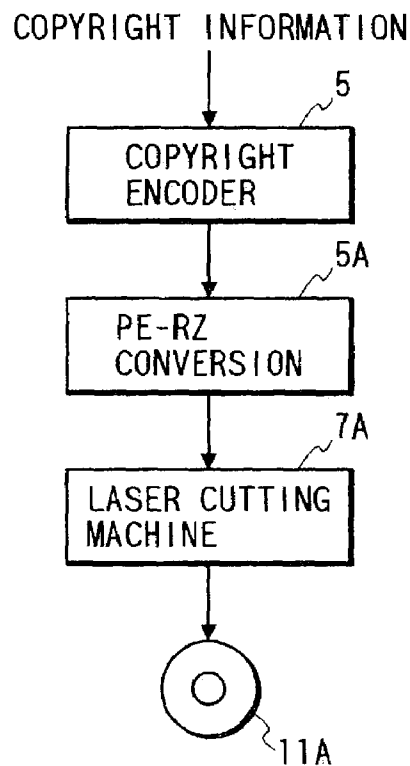 COPYRIGHT INFORMATION
5
COPYRIGHT
ENCODER
5A
PE-RZ
CONVERSION
7A
LASER CUTTING
MACHINE
11A